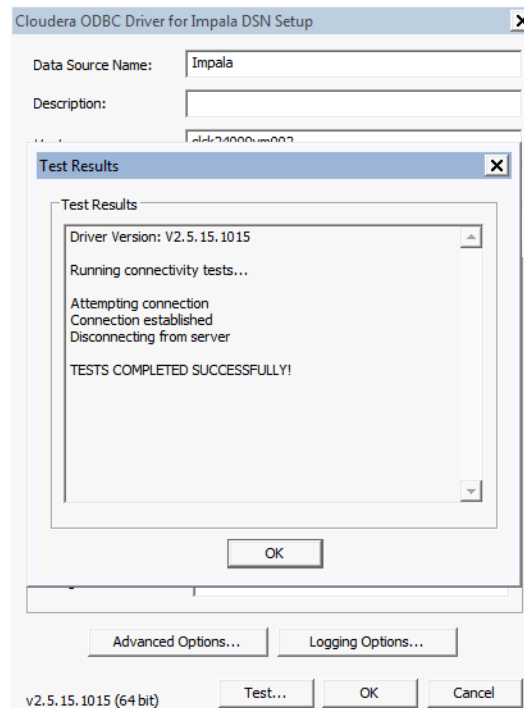 Cloudera ODBC Driver for Impala DSN Setup
Data Source Name:
Impala
Description:
Test Results
Test Results
Driver Version: V2.5.15.1015
Running connectivity tests...
Attempting connection
Connection established
Disconnecting from server
TESTS COMPLETED SUCCESSFULLY!
OK
Advanced Options...
Logging Options...
v2.5.15.1015 (64 bit)
Test...
OK
Cancel